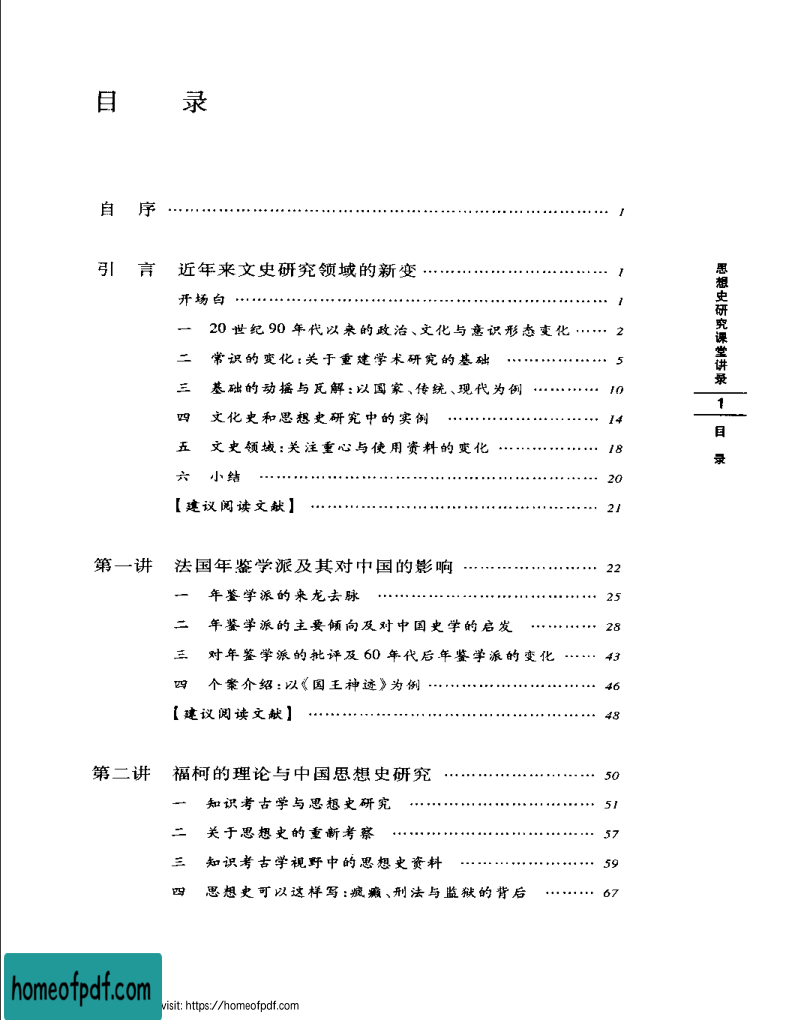 目 录
自 序 …………………………………… 1
引 言 近年来文史研究领域的新变 …………………… 1
开场白 …………………………………… 1
一 20世纪90年代以来的政治、文化与意识形态变化 …… 2
二 常识的变化:关于重建学术研究的基础 ……………… 5
三 基础的动摇与瓦解:以国家、传统、现代为例 ………… 10
四 文化史和思想史研究中的实例 ……………… 14
五 文史领域:关注重心与使用资料的变化 ……………… 18
六 小结 …………………………………… 20
【建议阅读文献】 …………………………………… 21
第一讲 法国年鉴学派及其对中国的影响 …………………… 22
一 年鉴学派的来龙去脉 …………………………… 25
二 年鉴学派的主要倾向及对中国史学的启发 ………… 28
三 对年鉴学派的批评及60年代后年鉴学派的变化 …… 43
四 个案介绍:以《国王神迹》为例 …………………… 46
【建议阅读文献】 …………………………………… 48
第二讲 福柯的理论与中国思想史研究 …………………… 50
一 知识考古学与思想史研究 …………………… 51
二 关于思想史的重新考察 …………………… 57
三 知识考古学视野中的思想史资料 ………………… 59
四 思想史可以这样写:疯癫、刑法与监狱的背后 ……… 67
思想史研究课堂讲录
1
目 录
homeofpdf.com
visit: https://homeofpdf.com